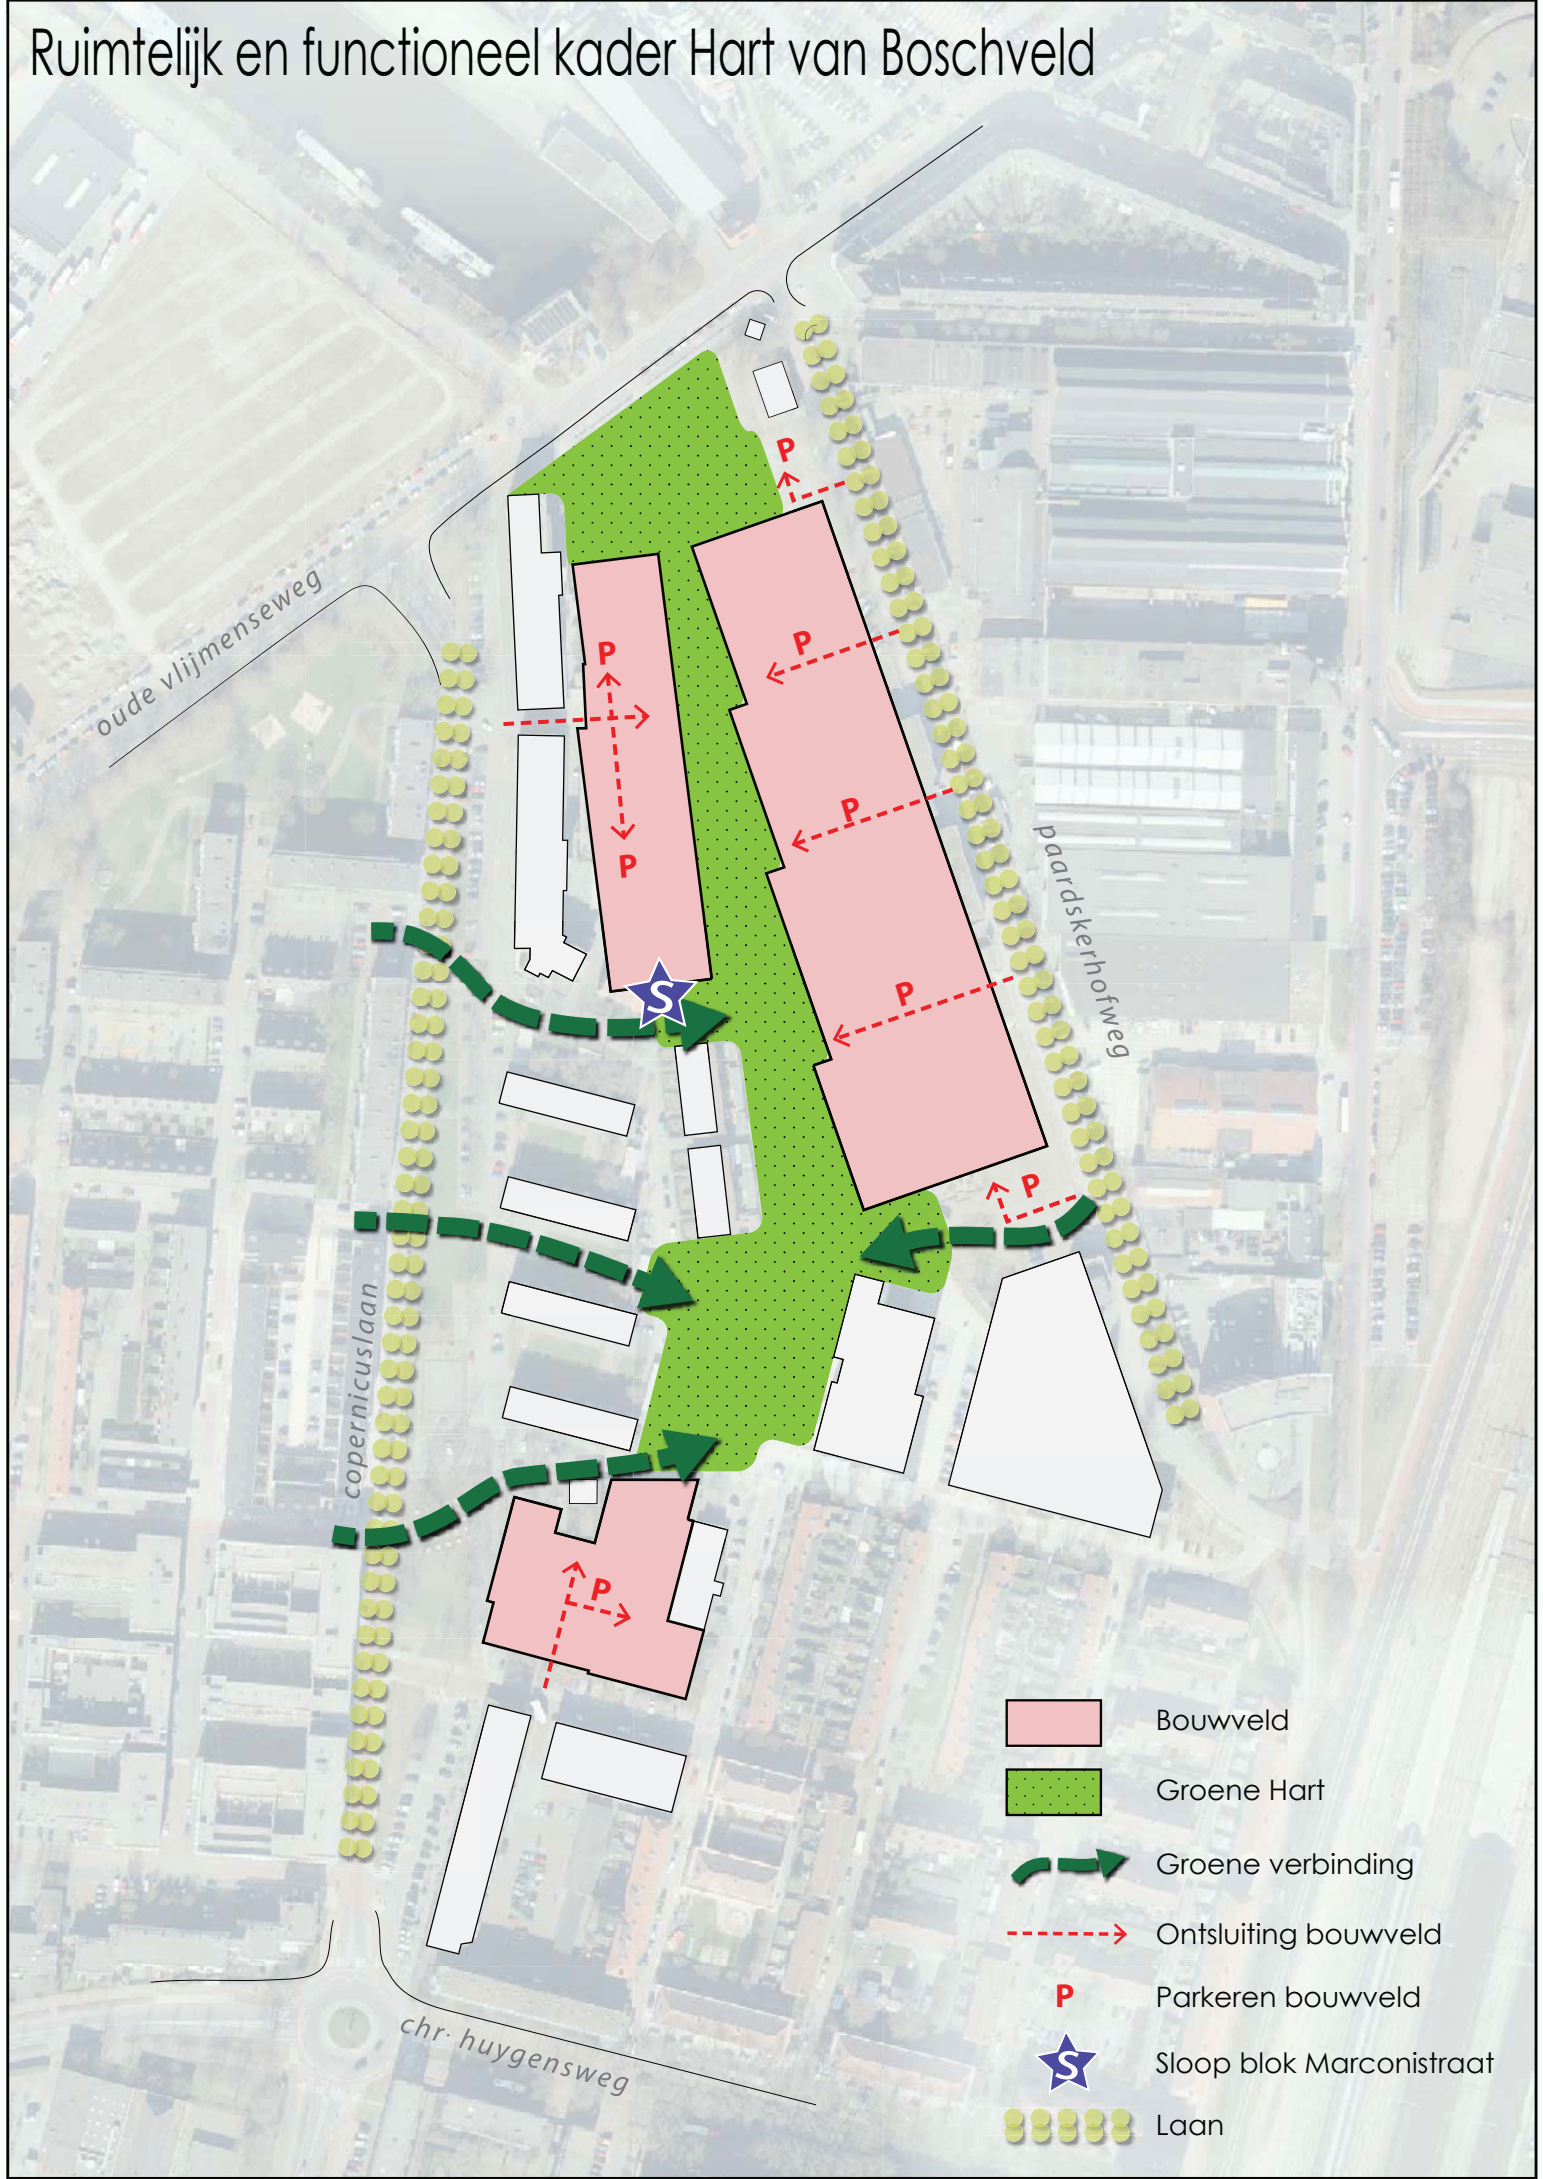 Ruimtelijk en functioneel kader Hart van Boschveld
P
oude vlijmenseweg
P
P
P
P
P
paardskerhofweg
P
S
P
copernicuslaan
P
Bouwveld
Groene Hart
Groene verbinding
Ontsluiting bouwveld
P Parkeren bouwveld
chr. huygensweg
S Sloop blok Marconistraat
Laan